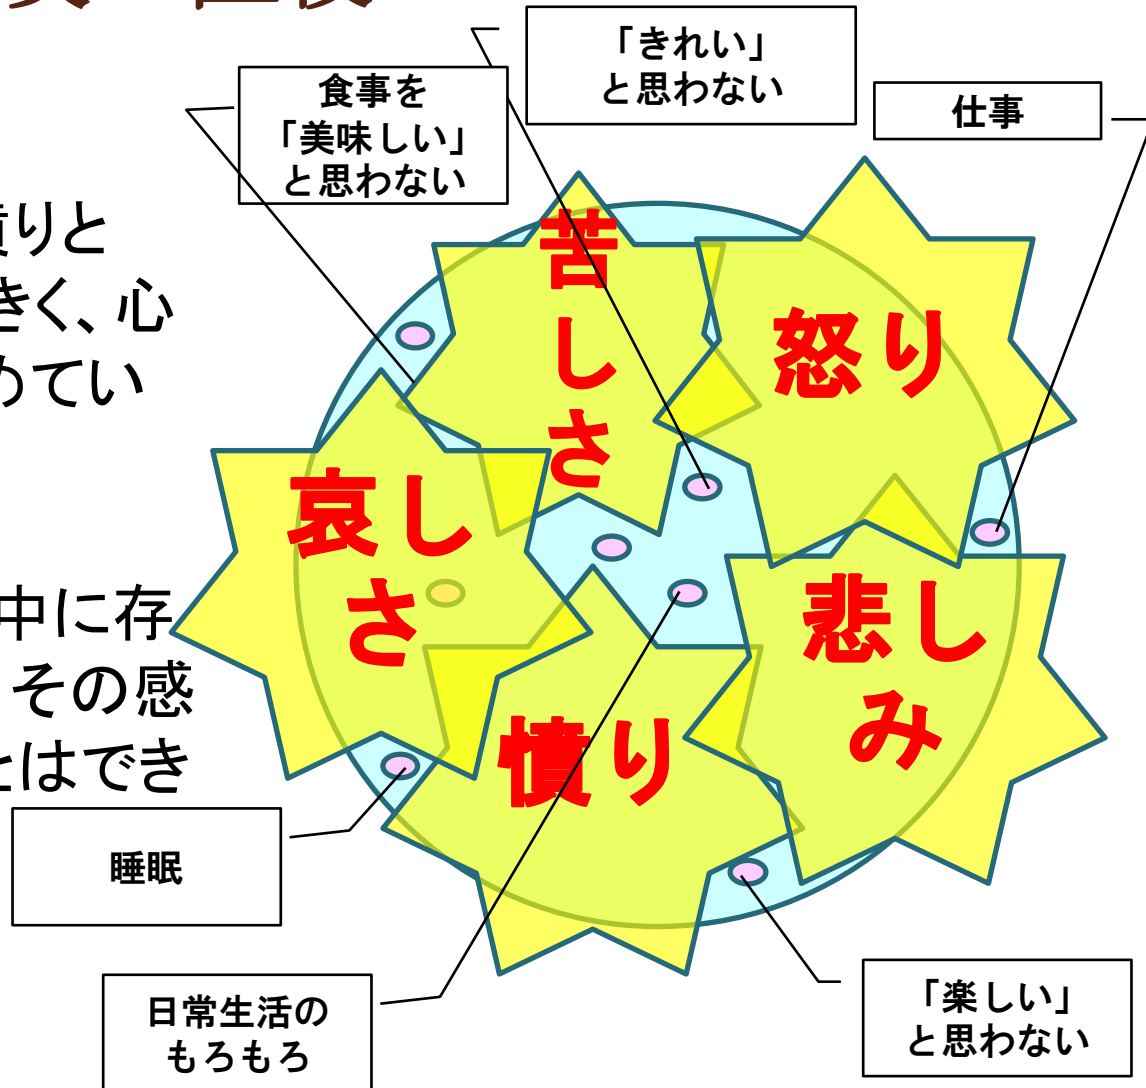 「きれい」
と思わない
食事を
「美味しい」
と思わない
仕事
りと
きく、心
めてい
苦
し
さ
怒り
哀し
さ
中に存
その感
とはでき
悲し
み
憤り
睡眠
日常生活の
もろもろ
「楽しい」
と思わない